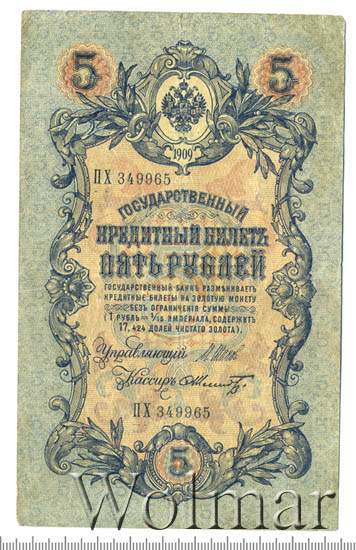 5 5
1909
ПХ 349965
ГОСУДАРСТВЕННЫЙ
КРЕДИТНЫЙ БИЛЕТЪ
ПЯТЬ РУБЛЕЙ
ГОСУДАРСТВЕННЫЙ БАНКЪ РАЗМѢНИВАЕТЪ
КРЕДИТНЫЕ БИЛЕТЫ НА ЗОЛОТУЮ МОНЕТУ
БЕЗЪ ОГРАНИЧЕНІЯ СУММЫ
(1 РУБЛЬ = 1/15 ИМПЕРІАЛА, СОДЕРЖИТЪ
17,424 ДОЛЕЙ ЧИСТАГО ЗОЛОТА).
Управляющій
Кассиръ
ПХ 349965
5
Wolmar